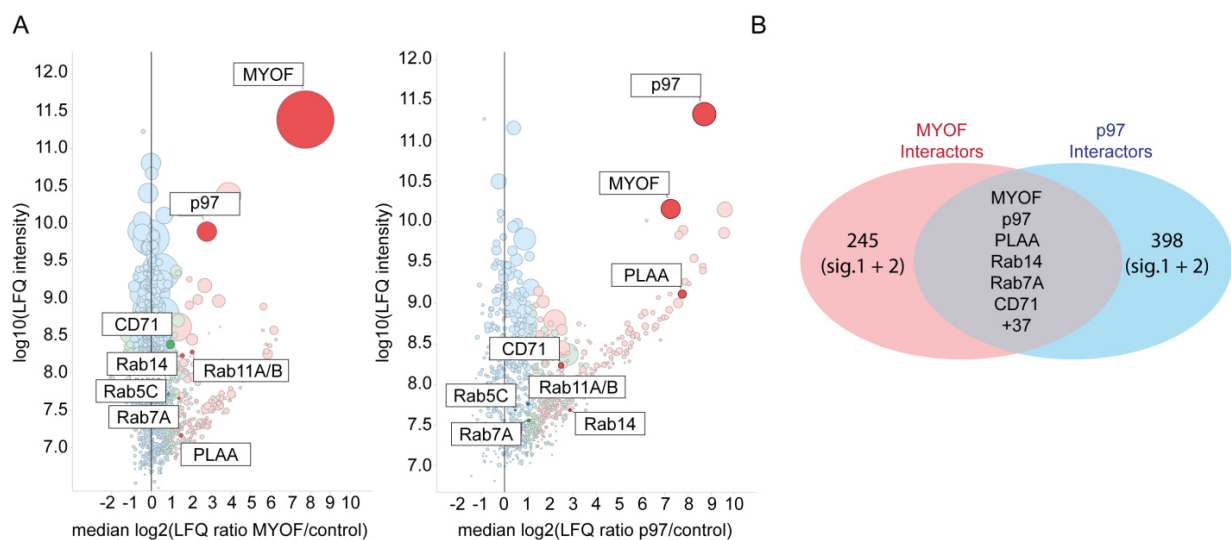 A
B
12.0
11.5
11.0
10.5
10.0
9.5
9.0
8.5
8.0
7.5
7.0
log10(LFQ intensity)
MYOF
p97
CD71
Rab14
Rab11A/B
Rab5C
Rab7A
PLAA
-2 -1 0 1 2 3 4 5 6 7 8 9 10
median log2(LFQ ratio MYOF/control)
12.0
11.5
11.0
10.5
10.0
9.5
9.0
8.5
8.0
7.5
7.0
log10(LFQ intensity)
p97
MYOF
PLAA
CD71
Rab11A/B
Rab5C
Rab14
Rab7A
-2 -1 0 1 2 3 4 5 6 7 8 9 10
median log2(LFQ ratio p97/control)
MYOF
Interactors
p97
Interactors
245
(sig.1 + 2)
MYOF
p97
PLAA
Rab14
Rab7A
CD71
+37
398
(sig.1 + 2)